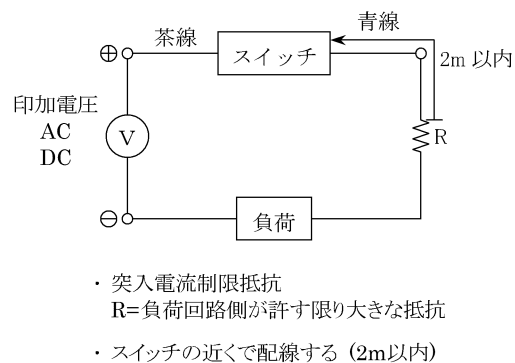 青線
茶線
スイッチ
2m 以内
⊕
印加電圧
AC
DC
V
R
⊖
負荷
・ 突入電流制限抵抗
R=負荷回路側が許す限り大きな抵抗
・ スイッチの近くで配線する (2m以内)